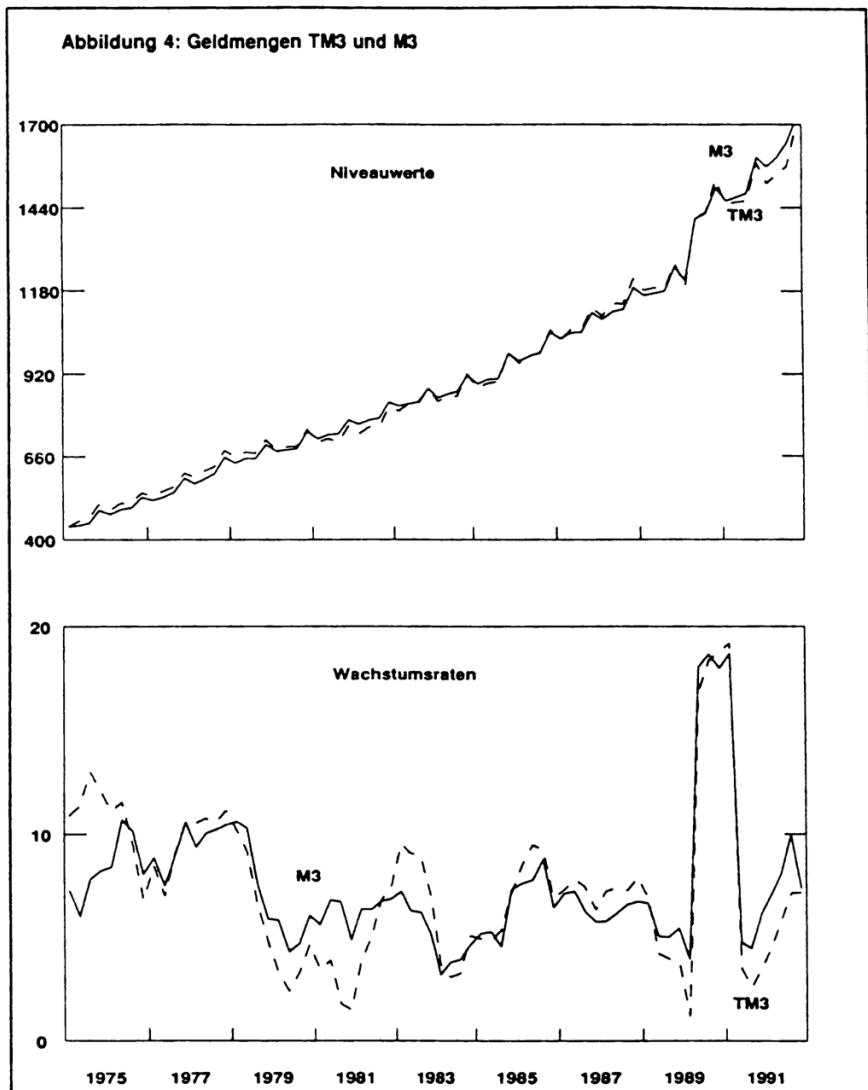 Abbildung 4: Geldmengen TM3 und M3
1700
1440
1180
920
660
400
Niveauwerte
M3
TM3
20
10
0
Wachstumsraten
M3
TM3
1975 1977 1979 1981 1983 1985 1987 1989 1991